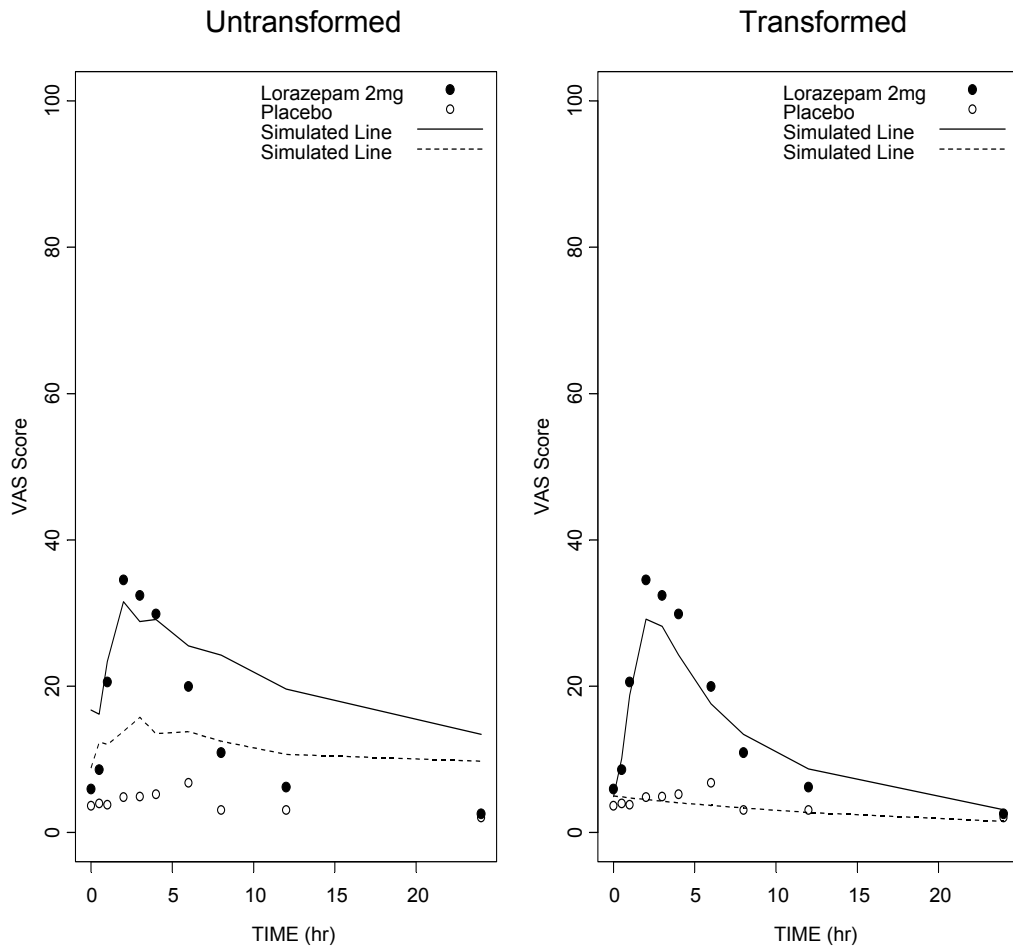 Untransformed
Lorazepam 2mg
Placebo
Simulated Line
Simulated Line
100
80
60
40
20
0
VAS Score
0 5 10 15 20
TIME (hr)
Transformed
Lorazepam 2mg
Placebo
Simulated Line
Simulated Line
100
80
60
40
20
0
VAS Score
0 5 10 15 20
TIME (hr)